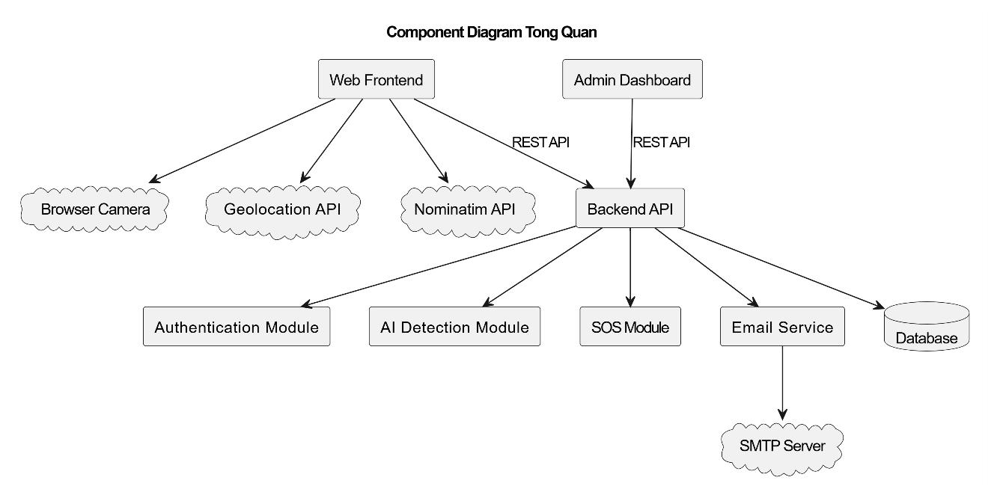 Component Diagram Tong Quan
Web Frontend
Admin Dashboard
REST API
REST API
Browser Camera
Geolocation API
Nominatim API
Backend API
Authentication Module
AI Detection Module
SOS Module
Email Service
Database
SMTP Server